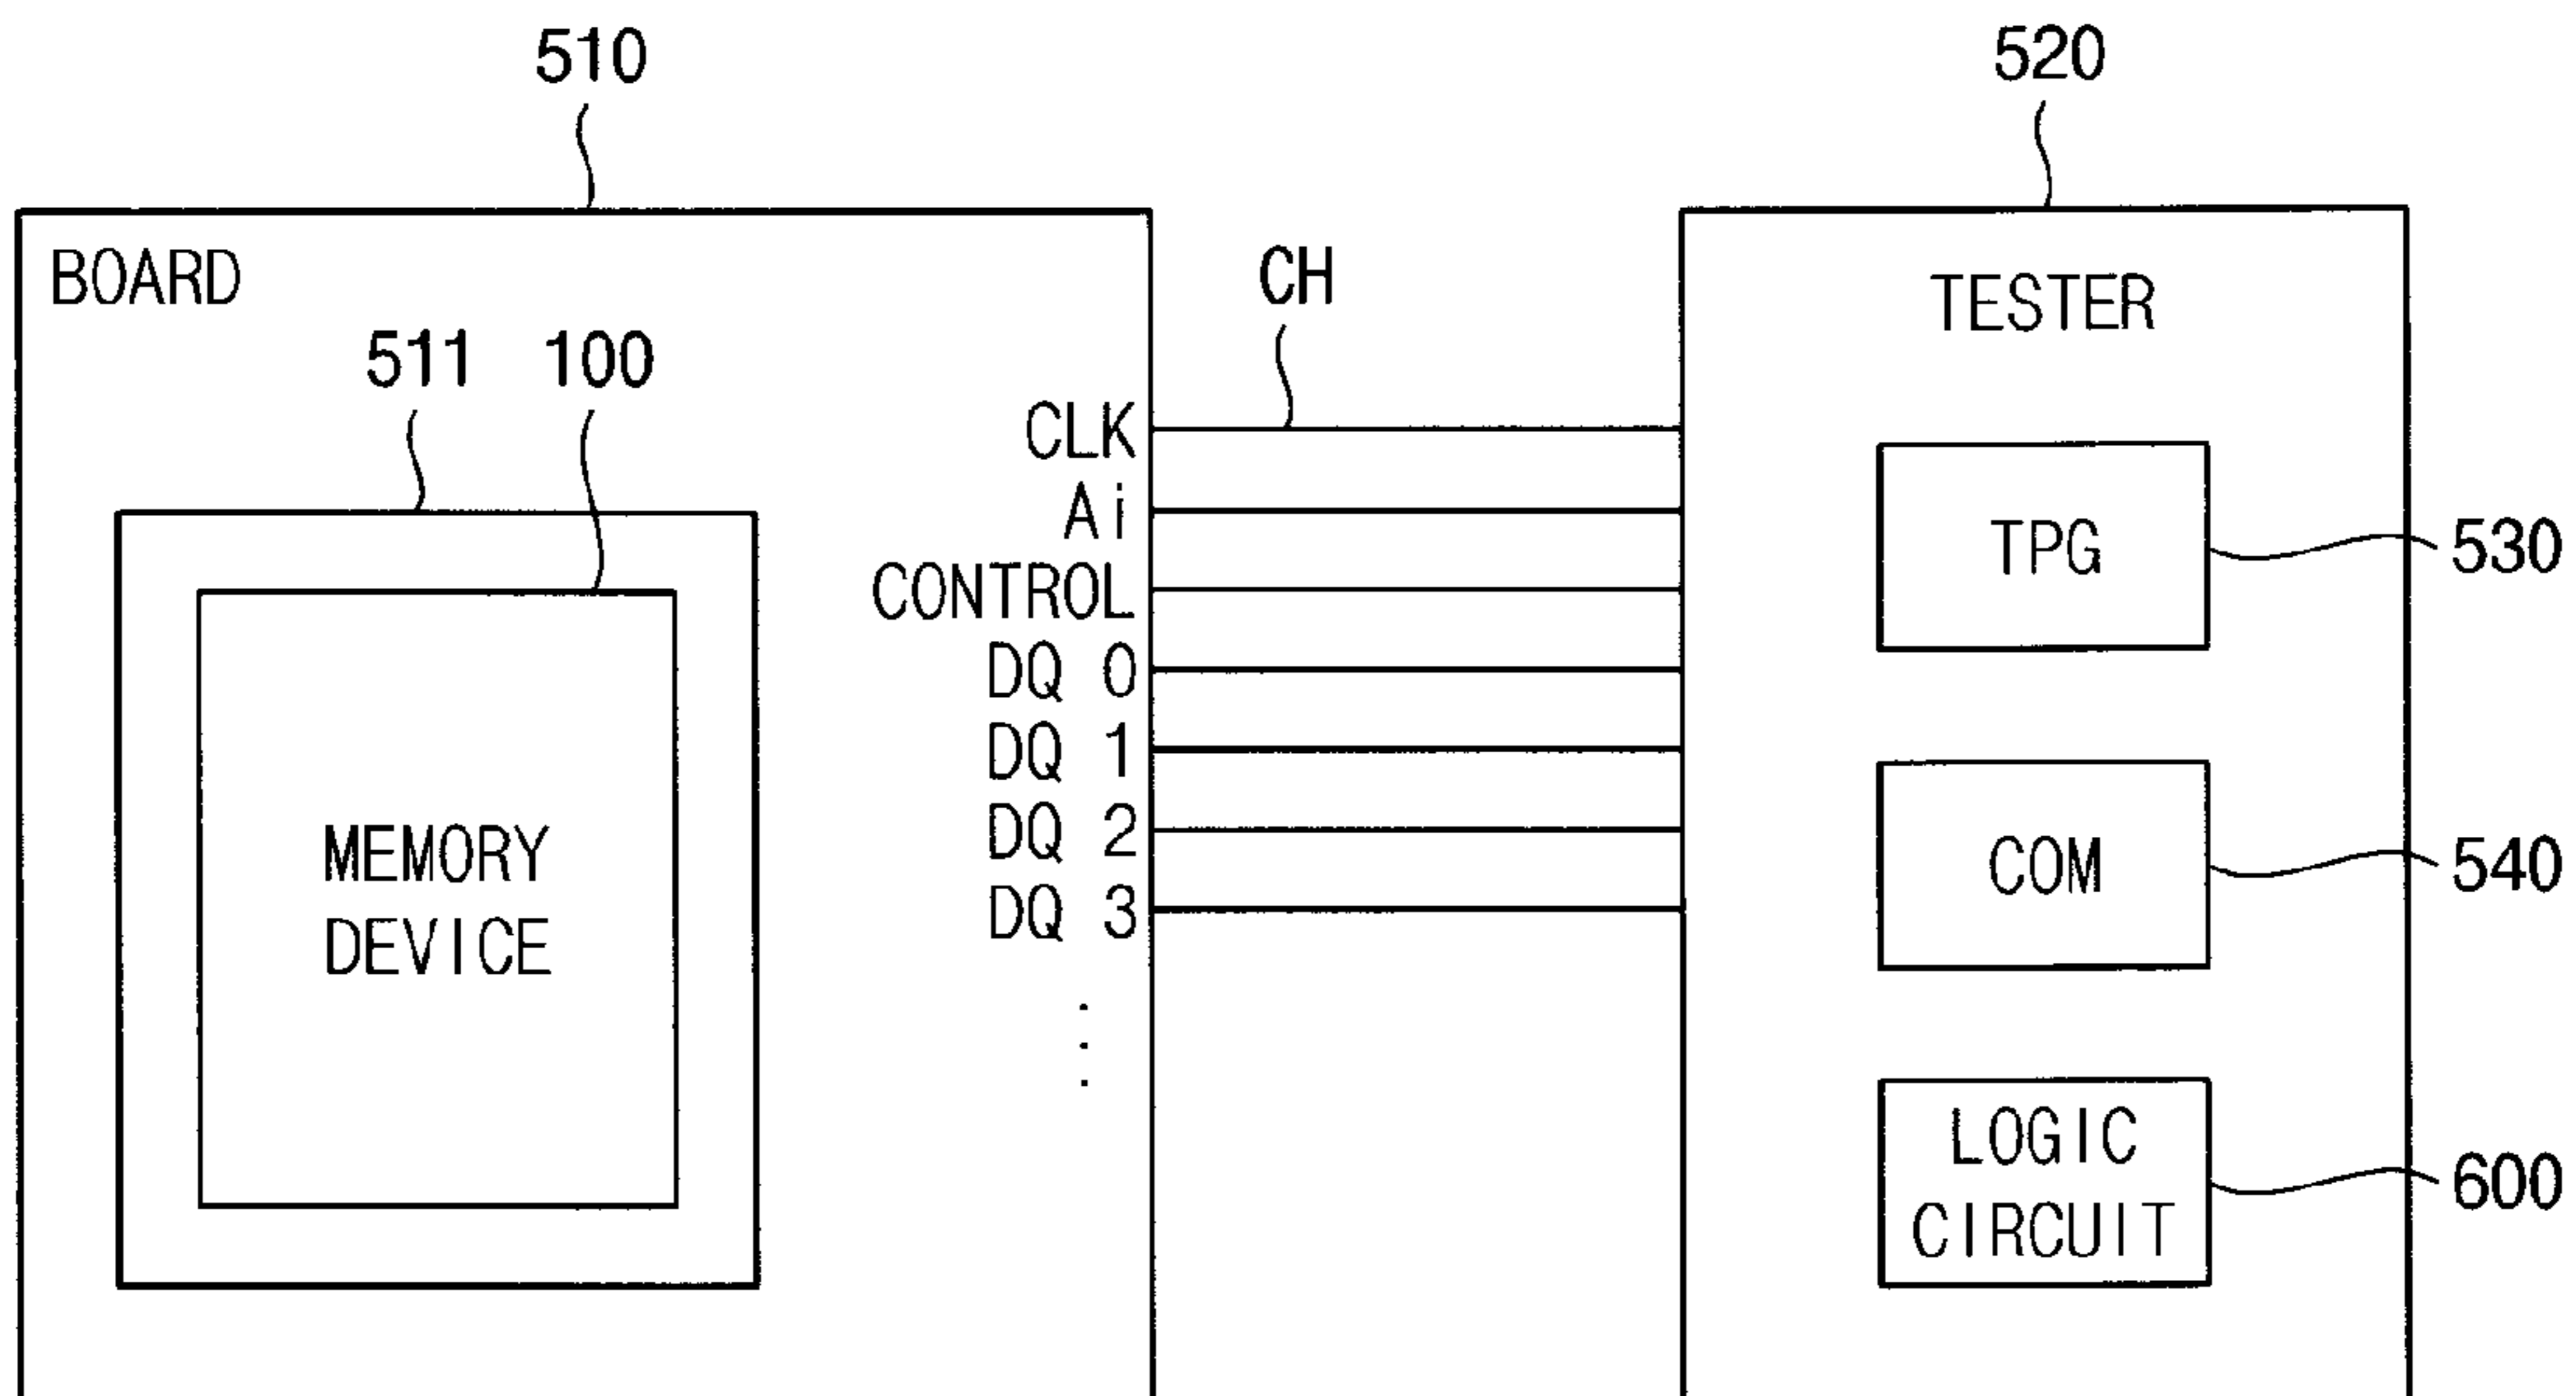 510
520
BOARD
CH
TESTER
511
100
CLK
Ai
CONTROL
DQ 0
DQ 1
DQ 2
DQ 3
MEMORY
DEVICE
TPG
530
COM
540
LOGIC
CIRCUIT
600